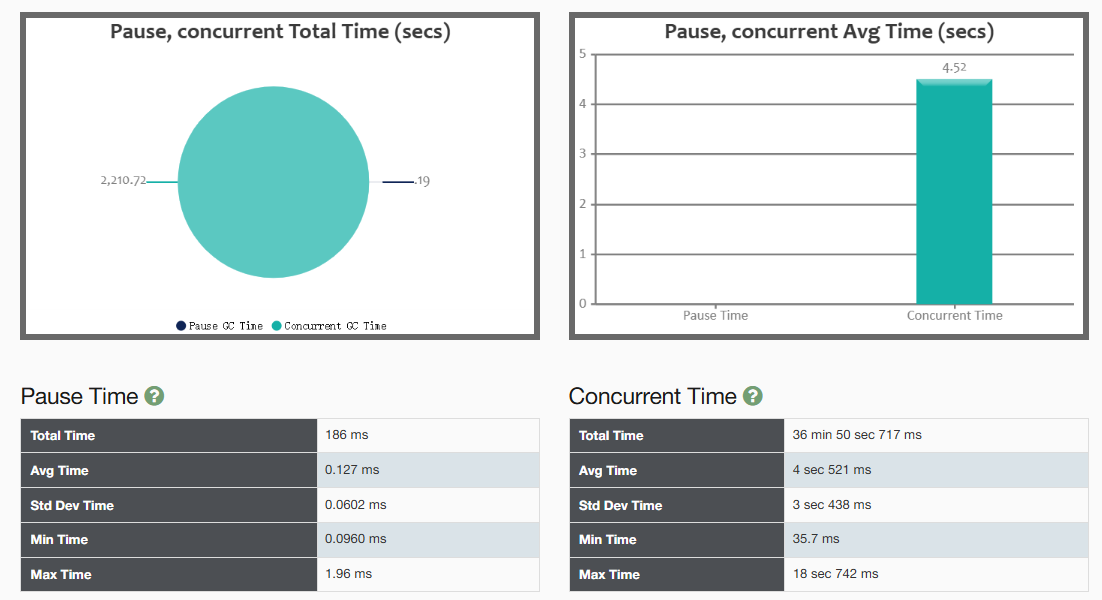 Pause, concurrent Total Time (secs)
2,210.72
.19
Pause GC Time Concurrent GC Time
Pause, concurrent Avg Time (secs)
5
4.52
4
3
2
1
0
Pause Time Concurrent Time
Pause Time ?
Total Time 186 ms
Avg Time 0.127 ms
Std Dev Time 0.0602 ms
Min Time 0.0960 ms
Max Time 1.96 ms
Concurrent Time ?
Total Time 36 min 50 sec 717 ms
Avg Time 4 sec 521 ms
Std Dev Time 3 sec 438 ms
Min Time 35.7 ms
Max Time 18 sec 742 ms